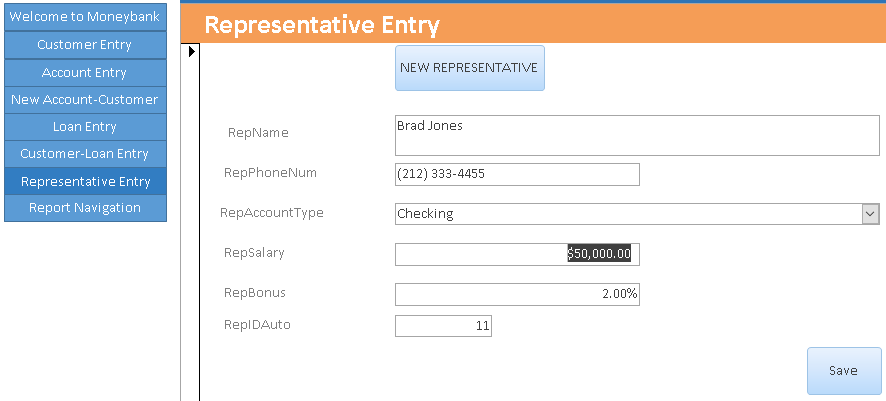 Welcome to Moneybank
Customer Entry
Account Entry
New Account-Customer
Loan Entry
Customer-Loan Entry
Representative Entry
Report Navigation
Representative Entry
NEW REPRESENTATIVE
RepName Brad Jones
RepPhoneNum (212) 333-4455
RepAccountType Checking
RepSalary $50,000.00
RepBonus 2.00%
RepIDAuto 11
Save